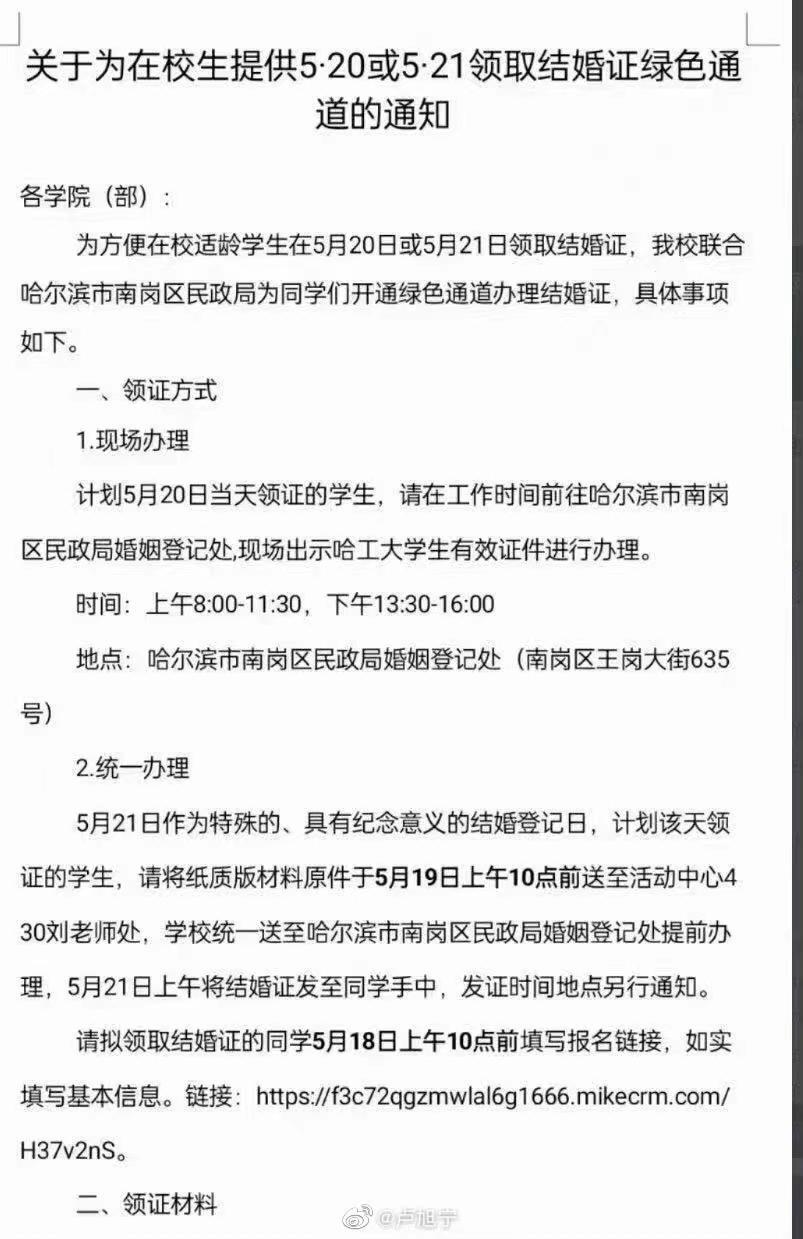 关于为在校生提供5·20或5·21领取结婚证绿色通
道的通知
各学院（部）：
为方便在校适龄学生在5月20日或5月21日领取结婚证，我校联合
哈尔滨市南岗区民政局为同学们开通绿色通道办理结婚证，具体事项
如下。
一、领证方式
1.现场办理
计划5月20日当天领证的学生，请在工作时间前往哈尔滨市南岗
区民政局婚姻登记处,现场出示哈工大学生有效证件进行办理。
时间：上午8:00-11:30，下午13:30-16:00
地点：哈尔滨市南岗区民政局婚姻登记处（南岗区王岗大街635
号）
2.统一办理
5月21日作为特殊的、具有纪念意义的结婚登记日，计划该天领
证的学生，请将纸质版材料原件于5月19日上午10点前送至活动中心4
30刘老师处，学校统一送至哈尔滨市南岗区民政局婚姻登记处提前办
理，5月21日上午将结婚证发至同学手中，发证时间地点另行通知。
请拟领取结婚证的同学5月18日上午10点前填写报名链接，如实
填写基本信息。链接：https://f3c72qgzmwlal6g1666.mikecrm.com/
H37v2nS。
二、领证材料
@卢旭宁